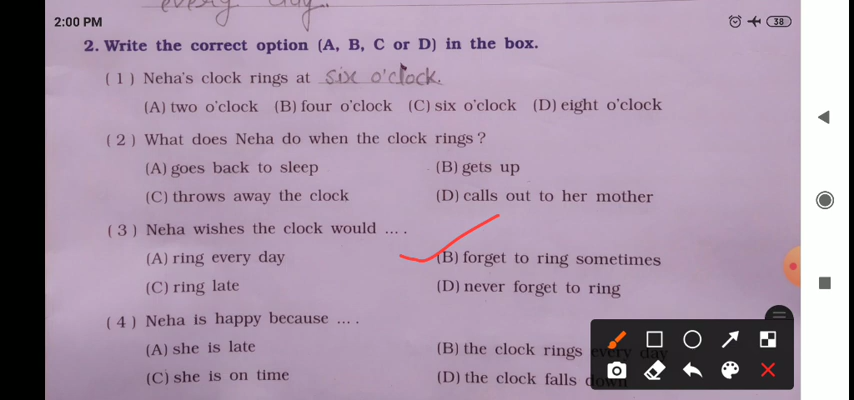 every day.
2:00 PM
38
2. Write the correct option (A, B, C or D) in the box.
( 1 ) Neha's clock rings at six o'clock.
(A) two o'clock (B) four o'clock (C) six o'clock (D) eight o'clock
( 2 ) What does Neha do when the clock rings?
(A) goes back to sleep (B) gets up
(C) throws away the clock (D) calls out to her mother
( 3 ) Neha wishes the clock would ... .
(A) ring every day (B) forget to ring sometimes
(C) ring late (D) never forget to ring
( 4 ) Neha is happy because ... .
(A) she is late (B) the clock rings every day
(C) she is on time (D) the clock falls down